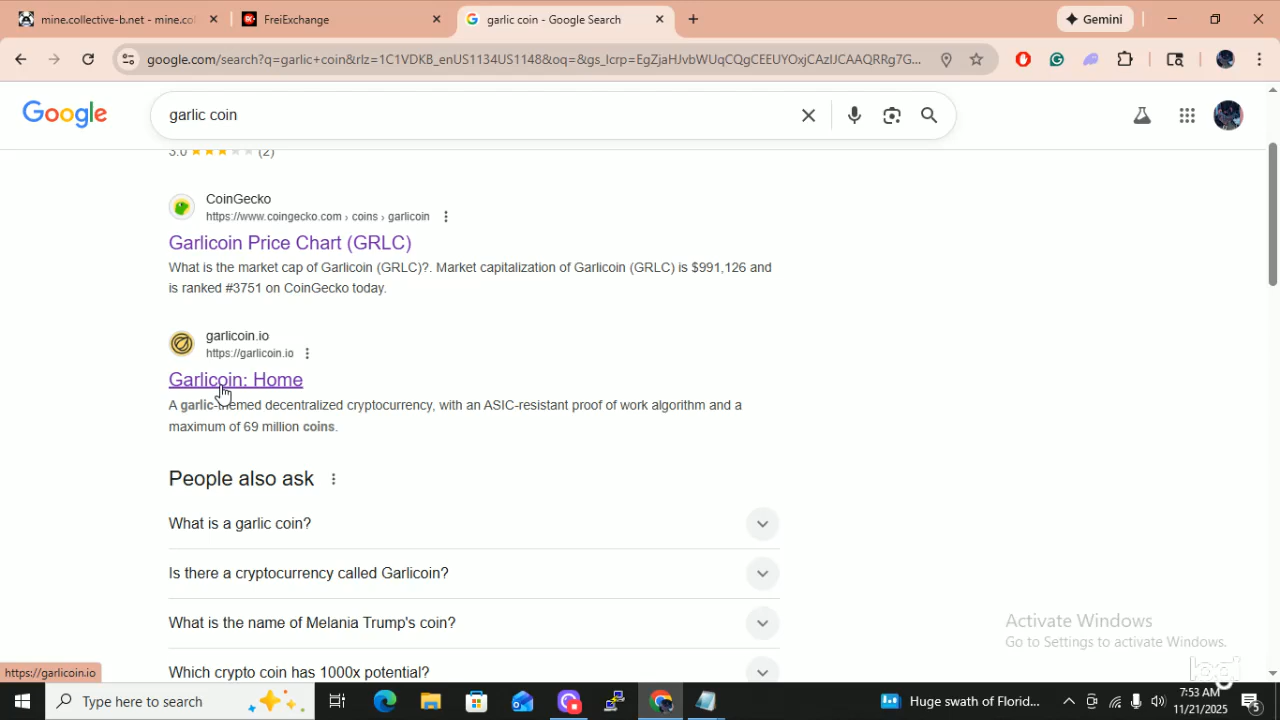 mine.collective-b.net - mine.col
FreiExchange
garlic coin - Google Search
Gemini
google.com/search?q=garlic+coin&rlz=1C1VDKB_enUS1134US1148&oq=&gs_lcrp=EgZjaHJvbWUqCQgCEEUYOxjCAzIJCAAQRRg7G...
Google
garlic coin
3.0 (2)
CoinGecko
https://www.coingecko.com › coins › garlicoin
Garlicoin Price Chart (GRLC)
What is the market cap of Garlicoin (GRLC)?. Market capitalization of Garlicoin (GRLC) is $991,126 and
is ranked #3751 on CoinGecko today.
garlicoin.io
https://garlicoin.io
Garlicoin: Home
A garlic-themed decentralized cryptocurrency, with an ASIC-resistant proof of work algorithm and a
maximum of 69 million coins.
People also ask
What is a garlic coin?
Is there a cryptocurrency called Garlicoin?
What is the name of Melania Trump's coin?
Which crypto coin has 1000x potential?
Activate Windows
Go to Settings to activate Windows.
https://garlicoin.io
Type here to search
Huge swath of Florid...
7:53 AM
11/21/2025
5